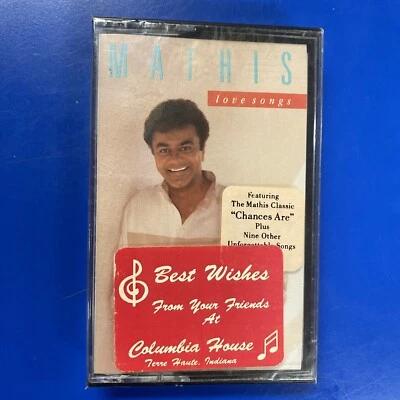 MATHIS
love songs
Featuring
The Mathis Classic
"Chances Are"
Plus
Nine Other
Unforgettable Songs
Best Wishes
From Your Friends
At
Columbia House
Terre Haute, Indiana